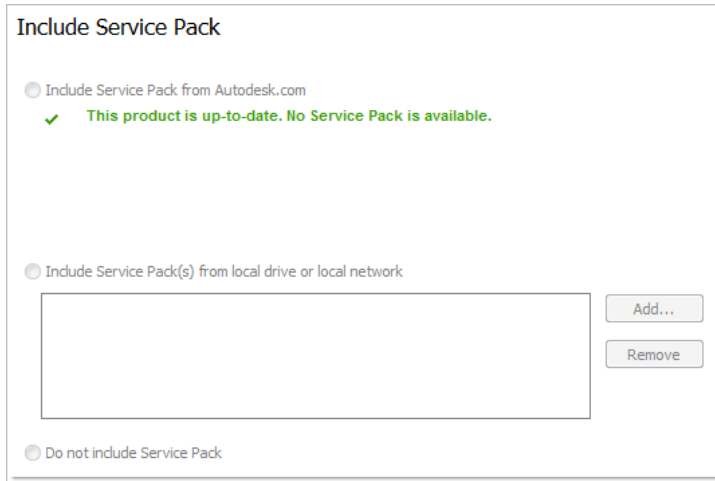 Include Service Pack
Include Service Pack from Autodesk.com
This product is up-to-date. No Service Pack is available.
Include Service Pack(s) from local drive or local network
Add...
Remove
Do not include Service Pack